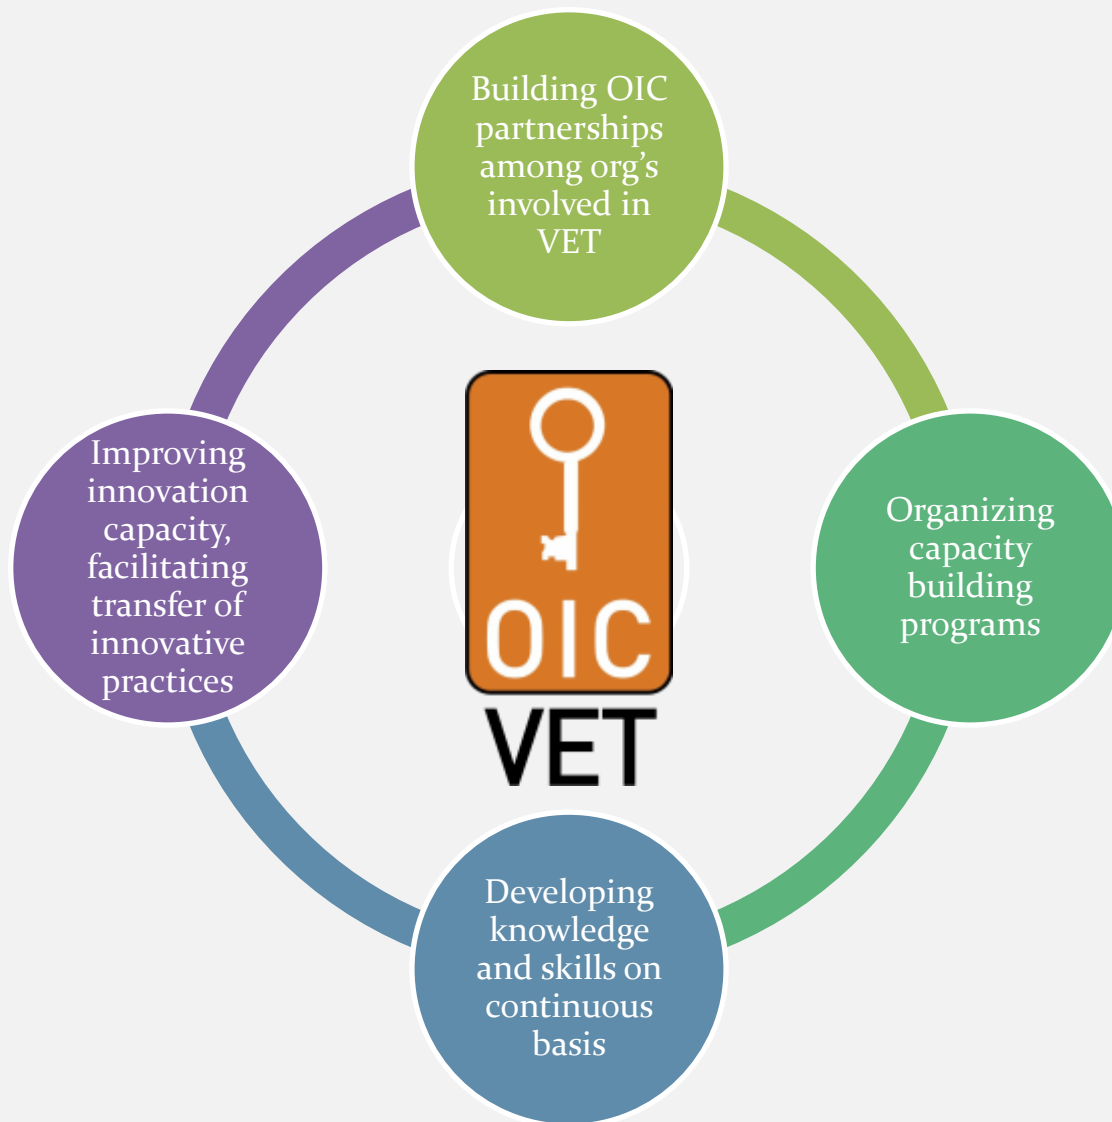 Building OIC
partnerships
among org’s
involved in
VET
Organizing
capacity
building
programs
Developing
knowledge
and skills on
continuous
basis
Improving
innovation
capacity,
facilitating
transfer of
innovative
practices
OIC
VET